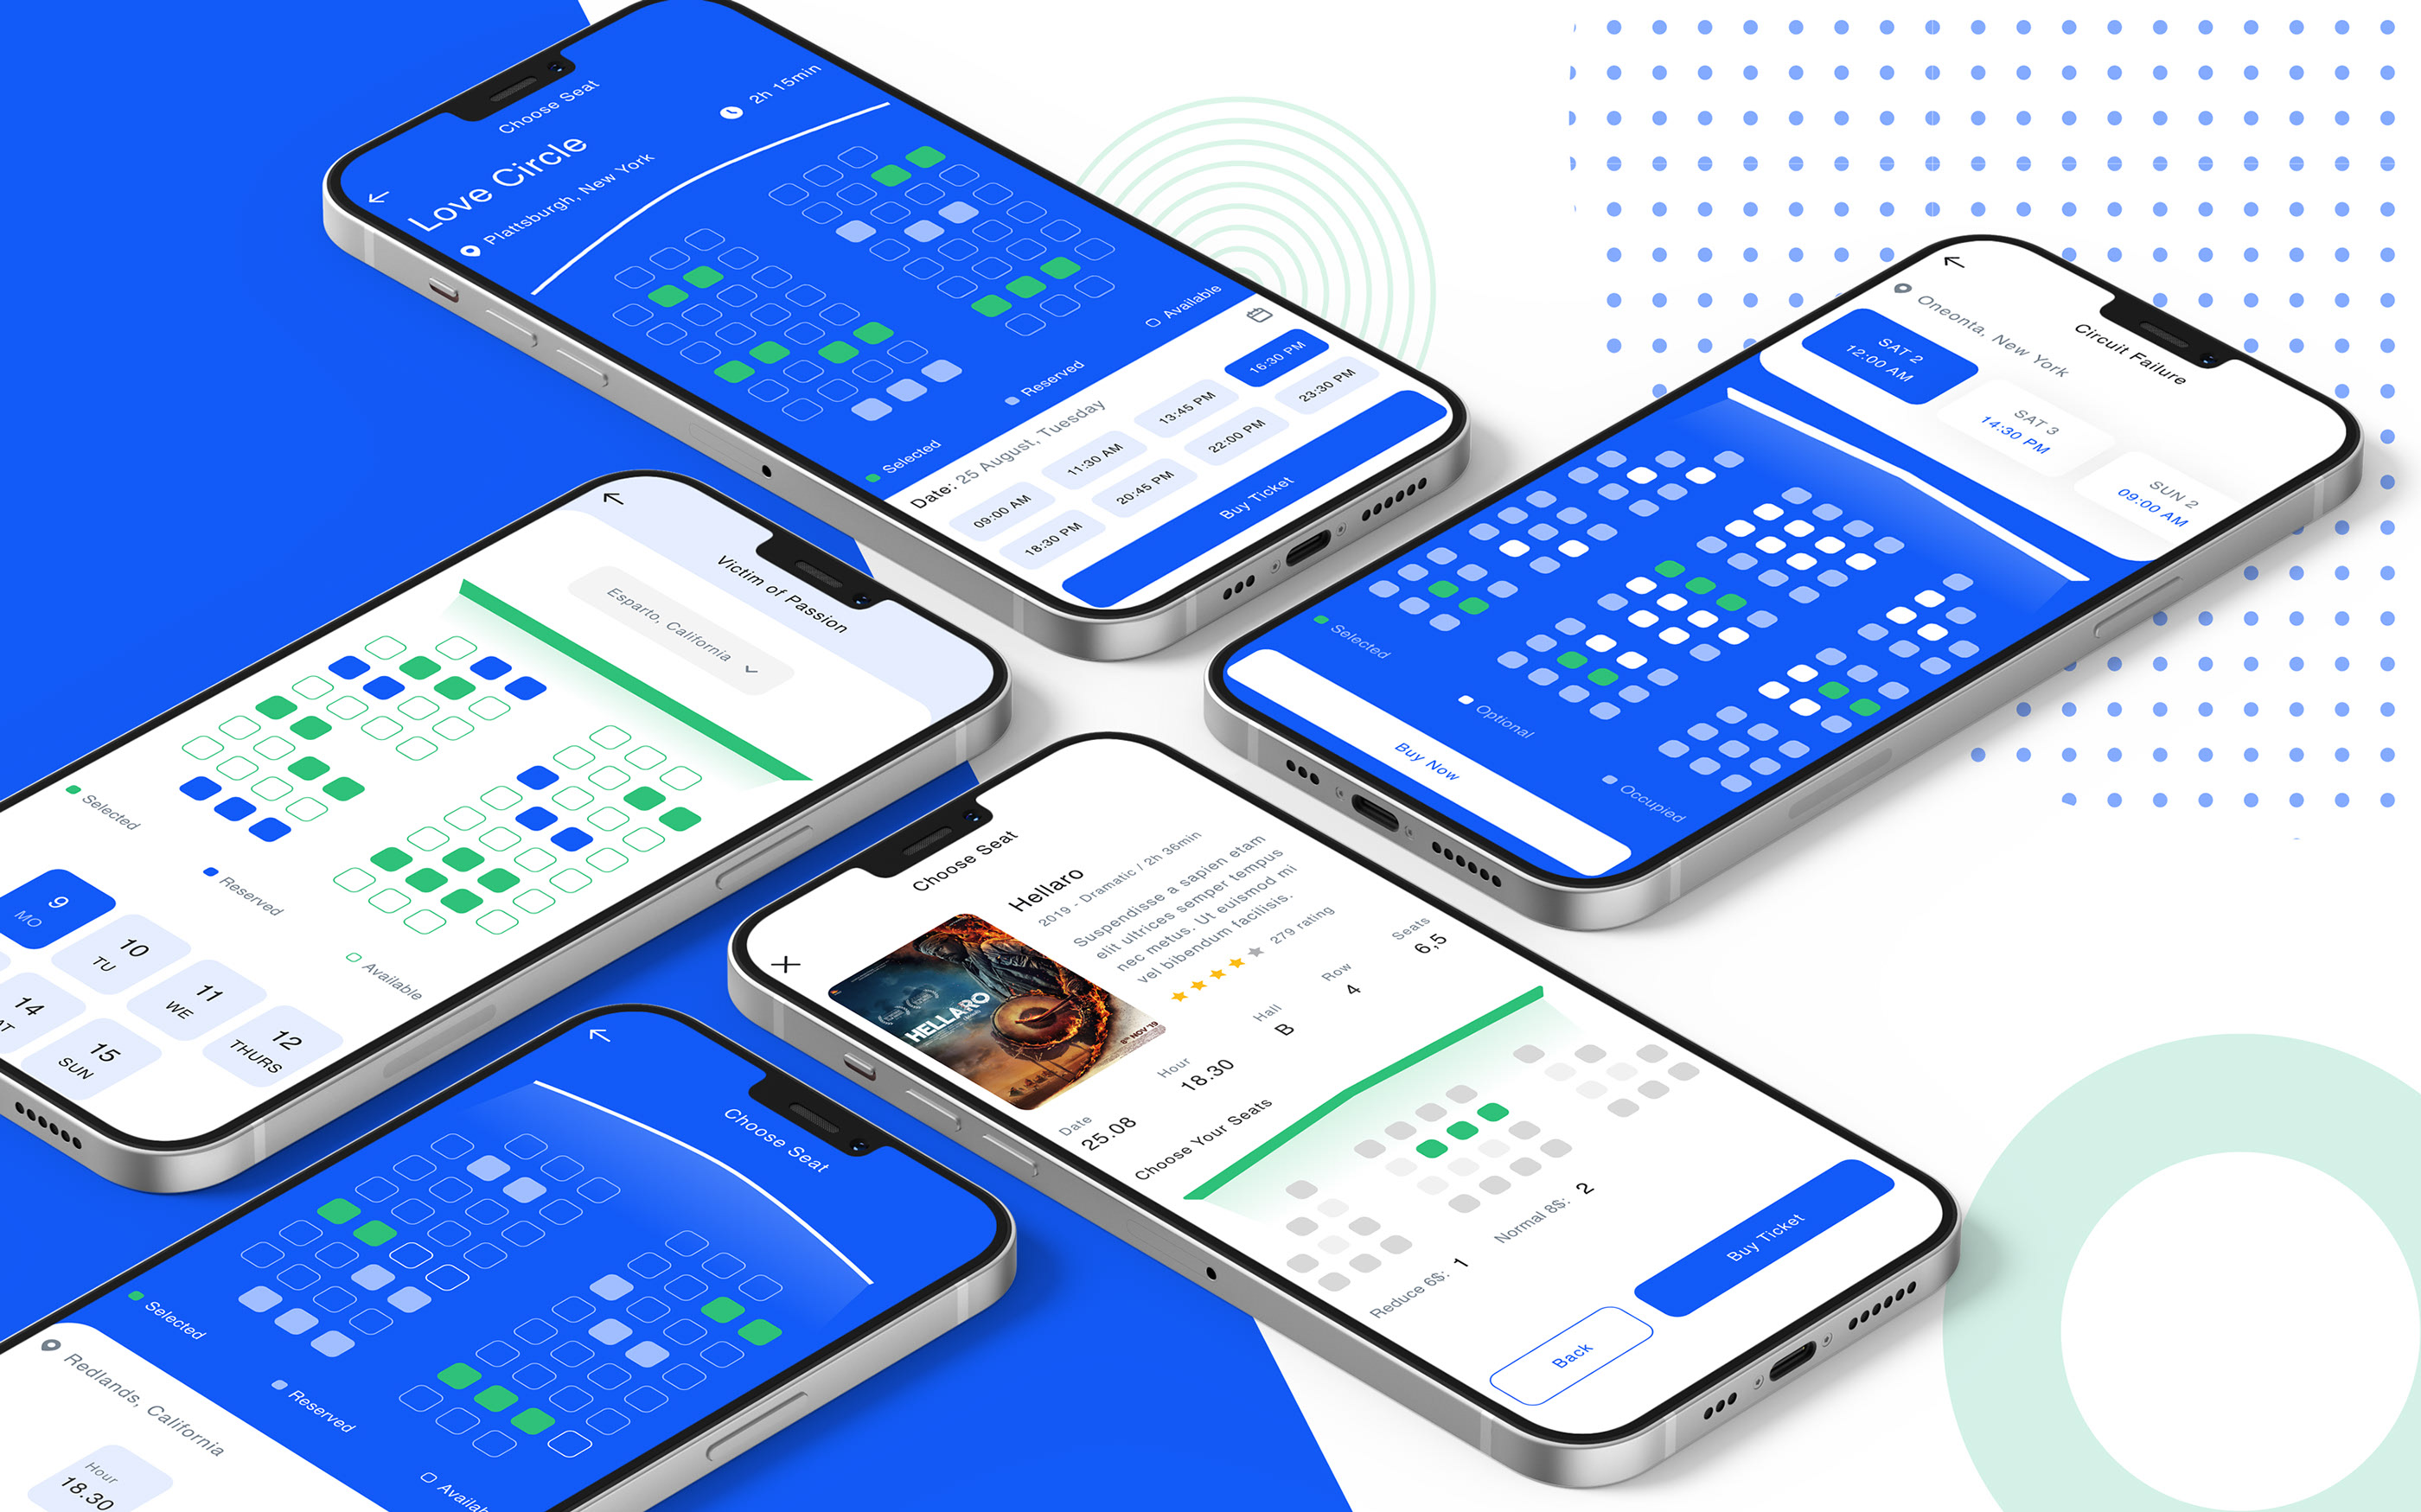 Choose Seat
Love Circle
2h 15min
Plattsburgh, New York
Selected
Reserved
Available
Date: 25 August, Tuesday
09:00 AM
11:30 AM
13:45 PM
16:30 PM
18:30 PM
20:45 PM
22:00 PM
23:30 PM
Buy Ticket
Circuit Failure
Oneonta, New York
SAT 2
12:00 AM
SAT 3
14:30 PM
SUN 2
09:00 AM
Selected
Optional
Occupied
Buy Now
Victim of Passion
Esparto, California
Selected
Reserved
Available
9
MO
10
TU
11
WE
12
THURS
14
15
SUN
Choose Seat
Hellaro
2019 - Dramatic / 2h 36min
Suspendisse a sapien etam
elit ultrices semper tempus
nec metus. Ut euismod mi
vel bibendum facilisis.
279 rating
HELLARO
8TH NOV '19
Date
25.08
Hour
18.30
Hall
B
Row
4
Seats
6,5
Choose Your Seats
Reduce 6$: 1
Normal 8$: 2
Buy Ticket
Back
Choose Seat
Selected
Reserved
Availab
Redlands, California
Hour
18.30